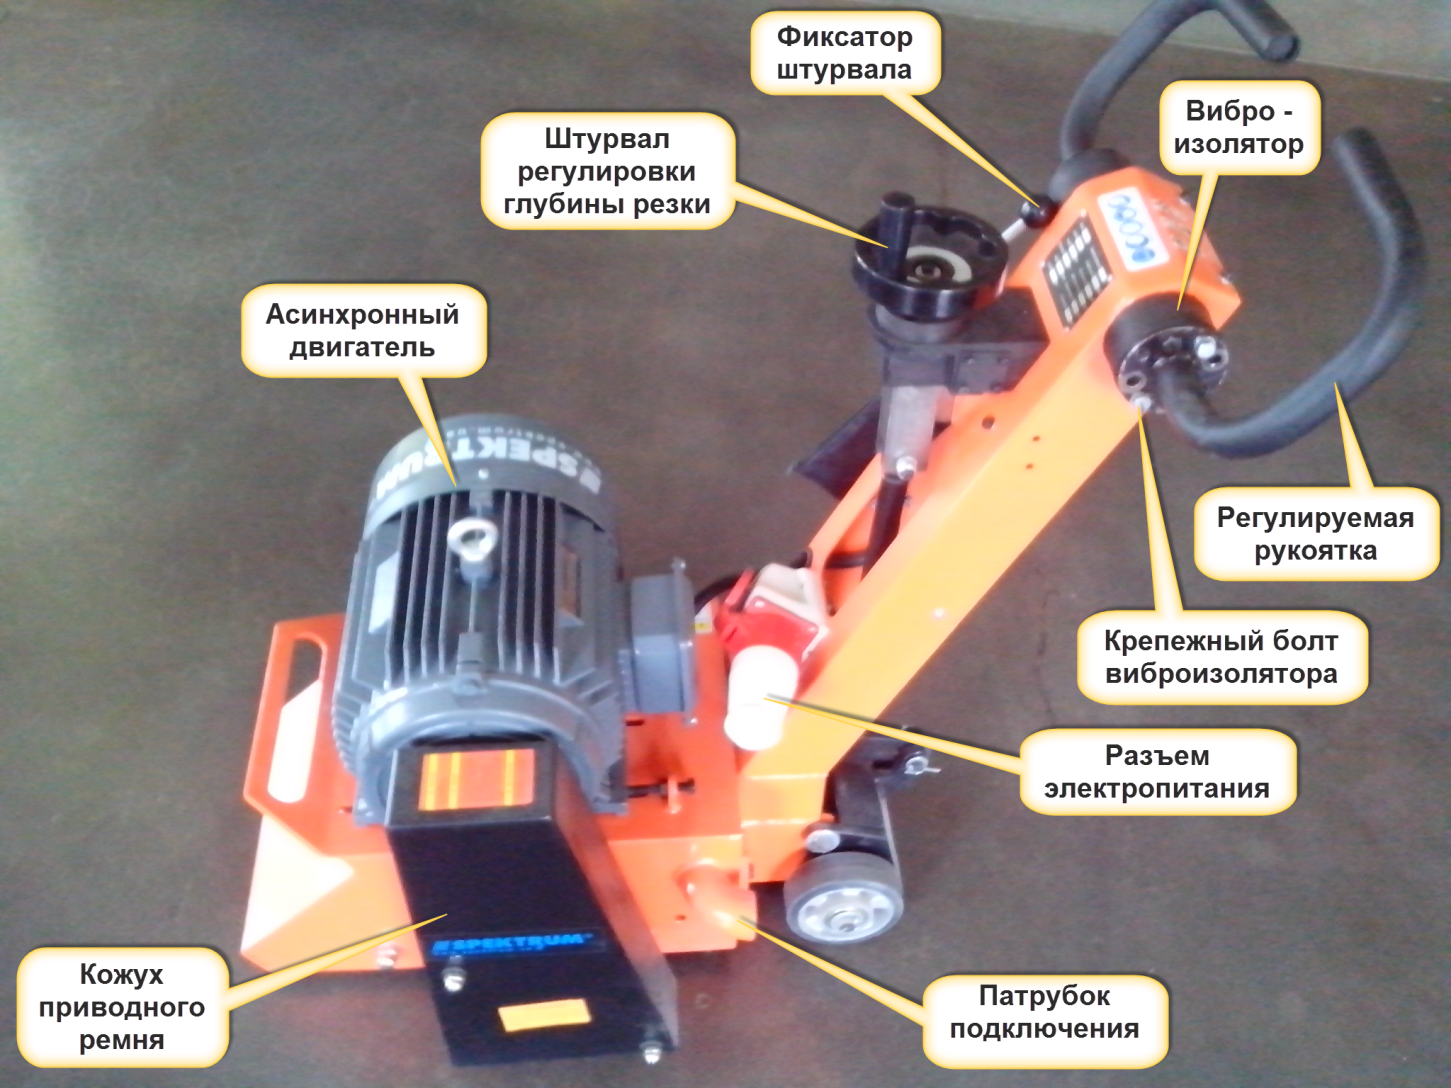 Фиксатор
штурвала
Вибро -
изолятор
Штурвал
регулировки
глубины резки
Асинхронный
двигатель
SPEKTRUM
Регулируемая
рукоятка
Крепежный болт
виброизолятора
Разъем
электропитания
SPEKTRUM
Кожух
приводного
ремня
Патрубок
подключения